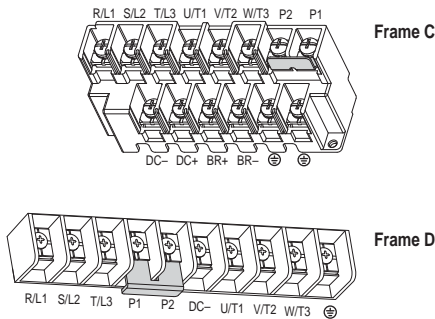 R/L1 S/L2 T/L3 U/T1 V/T2 W/T3 P2 P1
Frame C
DC– DC+ BR+ BR–
Frame D
R/L1 S/L2 T/L3 P1 P2 DC– U/T1 V/T2 W/T3